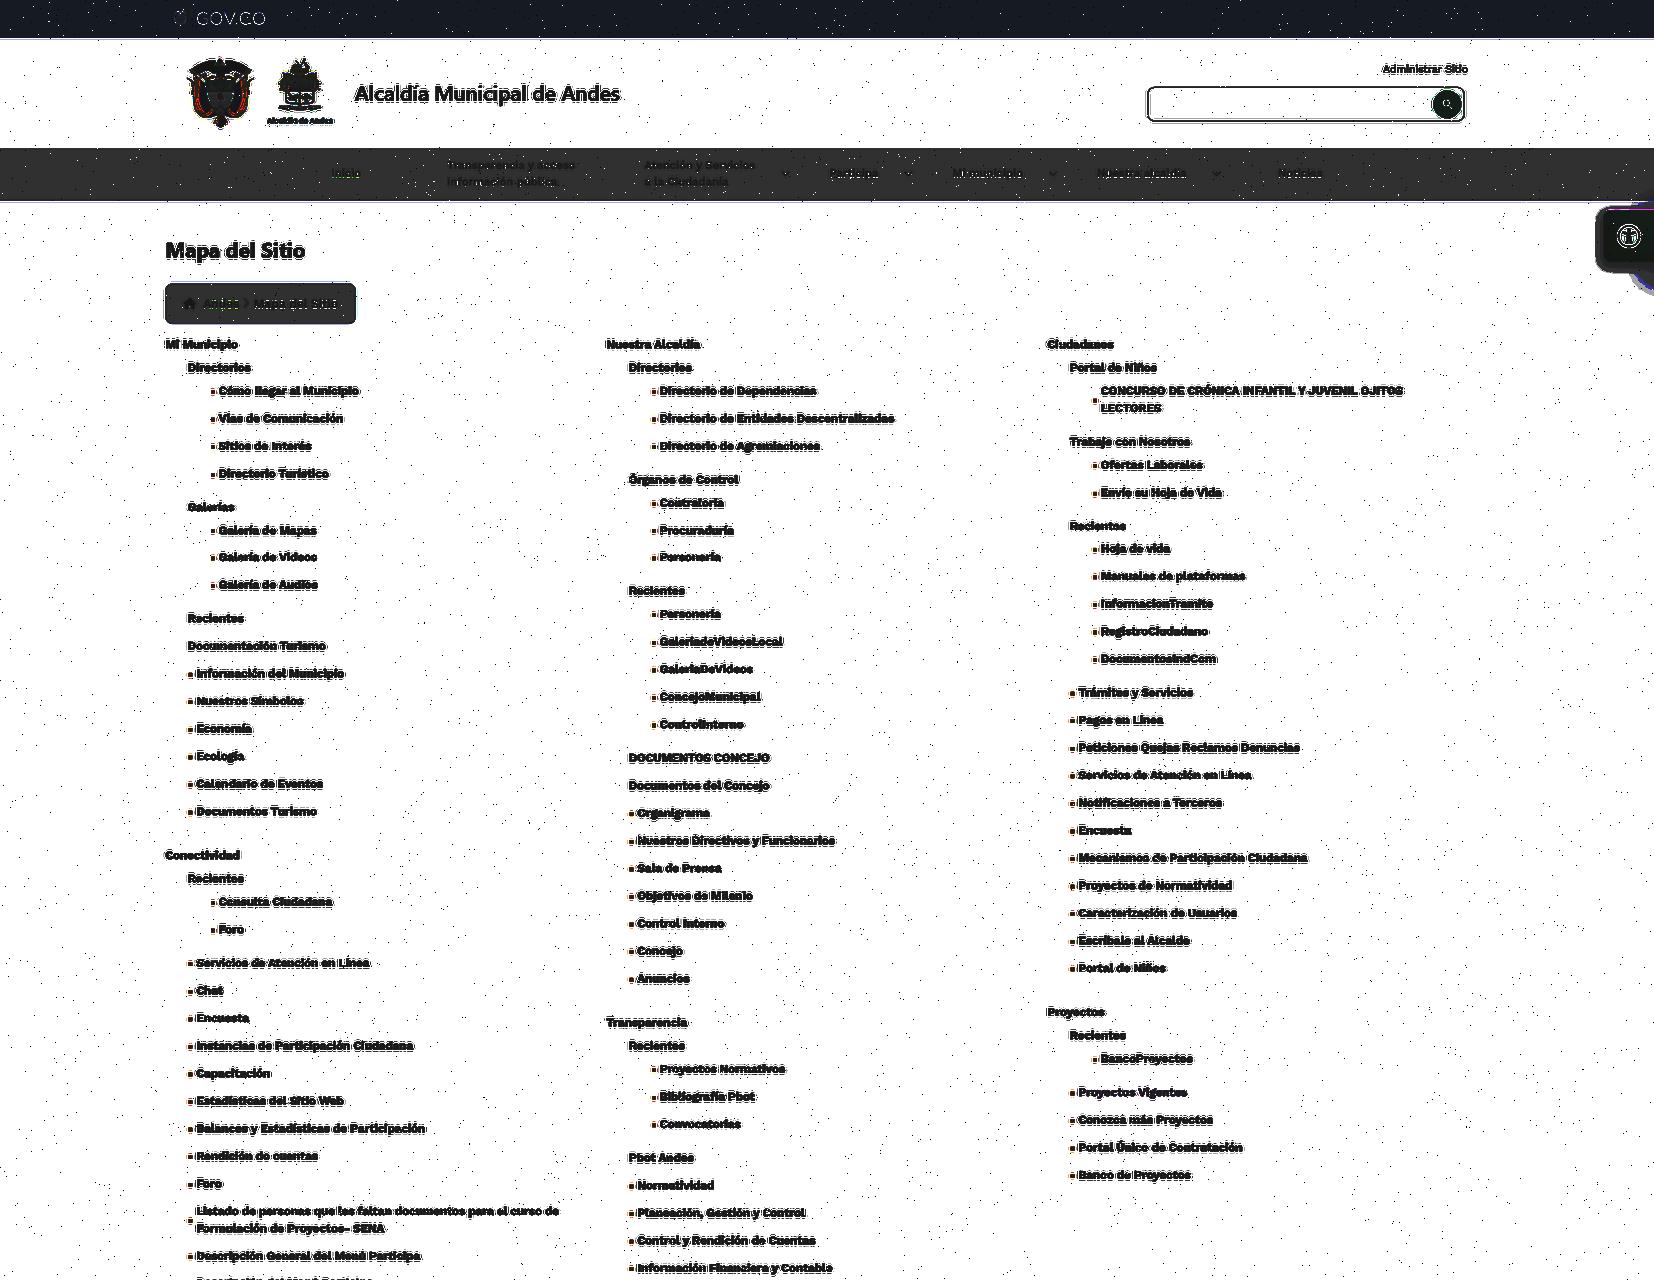 GOV.CO
Administrar Sitio
Alcaldía Municipal de Andes
Alcaldía de Andes
Inicio
Transparencia y acceso
información pública
Atención y Servicios
a la Ciudadanía
Participa
Mi municipio
Nuestra alcaldía
Noticias
Mapa del Sitio
Andes > Mapa del Sitio
Mi Municipio
Directorios
Cómo llegar al Municipio
Vías de Comunicación
Sitios de Interés
Directorio Turístico
Galerías
Galería de Mapas
Galería de Videos
Galería de Audios
Recientes
Documentación Turismo
Información del Municipio
Nuestros Símbolos
Economía
Ecología
Calendario de Eventos
Documentos Turismo
Conectividad
Recientes
Consulta Ciudadana
Foro
Servicios de Atención en Línea
Chat
Encuesta
Instancias de Participación Ciudadana
Capacitación
Estadísticas del Sitio Web
Balances y Estadísticas de Participación
Rendición de cuentas
Foro
Listado de personas que les faltan documentos para el curso de
Formulación de Proyectos- SENA
Descripción General del Menú Participa
Nuestra Alcaldía
Directorios
Directorio de Dependencias
Directorio de Entidades Descentralizadas
Directorio de Agremiaciones
Órganos de Control
Contraloría
Procuraduría
Personería
Recientes
Personería
GaleriadeVideosLocal
GaleriaDeVideos
ConcejoMunicipal
ControlInterno
DOCUMENTOS CONCEJO
Documentos del Concejo
Organigrama
Nuestros Directivos y Funcionarios
Sala de Prensa
Objetivos de Milenio
Control Interno
Concejo
Anuncios
Transparencia
Recientes
Proyectos Normativos
Bibliografía Pbot
Convocatorias
Pbot Andes
Normatividad
Planeación, Gestión y Control
Control y Rendición de Cuentas
Información Financiera y Contable
Ciudadanos
Portal de Niños
CONCURSO DE CRÓNICA INFANTIL Y JUVENIL OJITOS
LECTORES
Trabaje con Nosotros
Ofertas Laborales
Envíe su Hoja de Vida
Recientes
Hoja de vida
Manuales de plataformas
InformacionTramite
RegistroCiudadano
DocumentosIndCom
Trámites y Servicios
Pagos en Línea
Peticiones Quejas Reclamos Denuncias
Servicios de Atención en Línea
Notificaciones a Terceros
Encuesta
Mecanismos de Participación Ciudadana
Proyectos de Normatividad
Caracterización de Usuarios
Escríbale al Alcalde
Portal de Niños
Proyectos
Recientes
BancoProyectos
Proyectos Vigentes
Conozca más Proyectos
Portal Único de Contratación
Banco de Proyectos